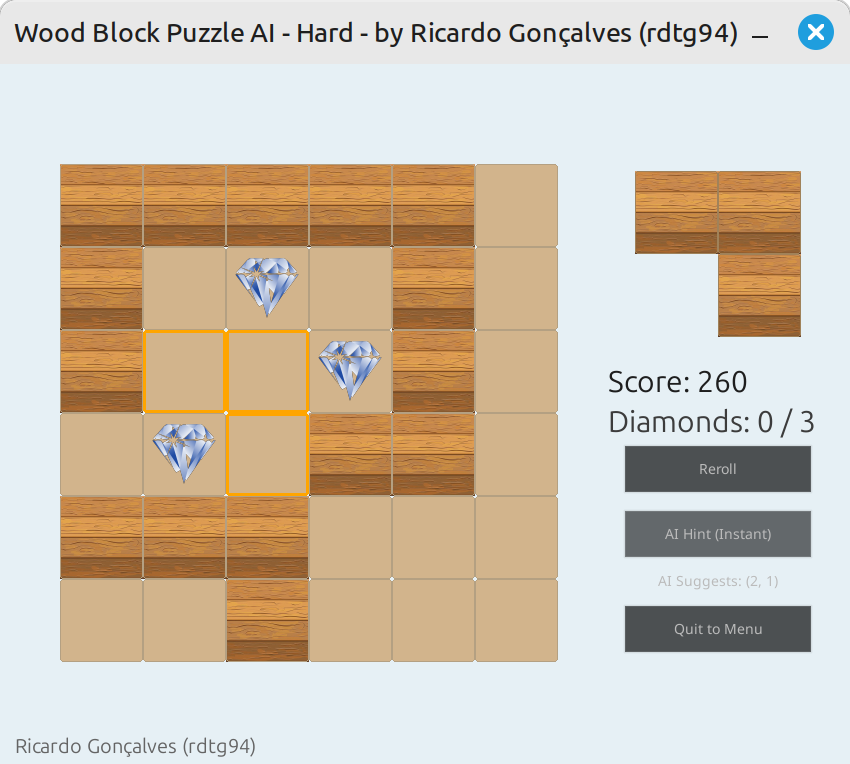 Wood Block Puzzle AI - Hard - by Ricardo Gonçalves (rdtg94)
Score: 260
Diamonds: 0 / 3
Reroll
AI Hint (Instant)
AI Suggests: (2, 1)
Quit to Menu
Ricardo Gonçalves (rdtg94)